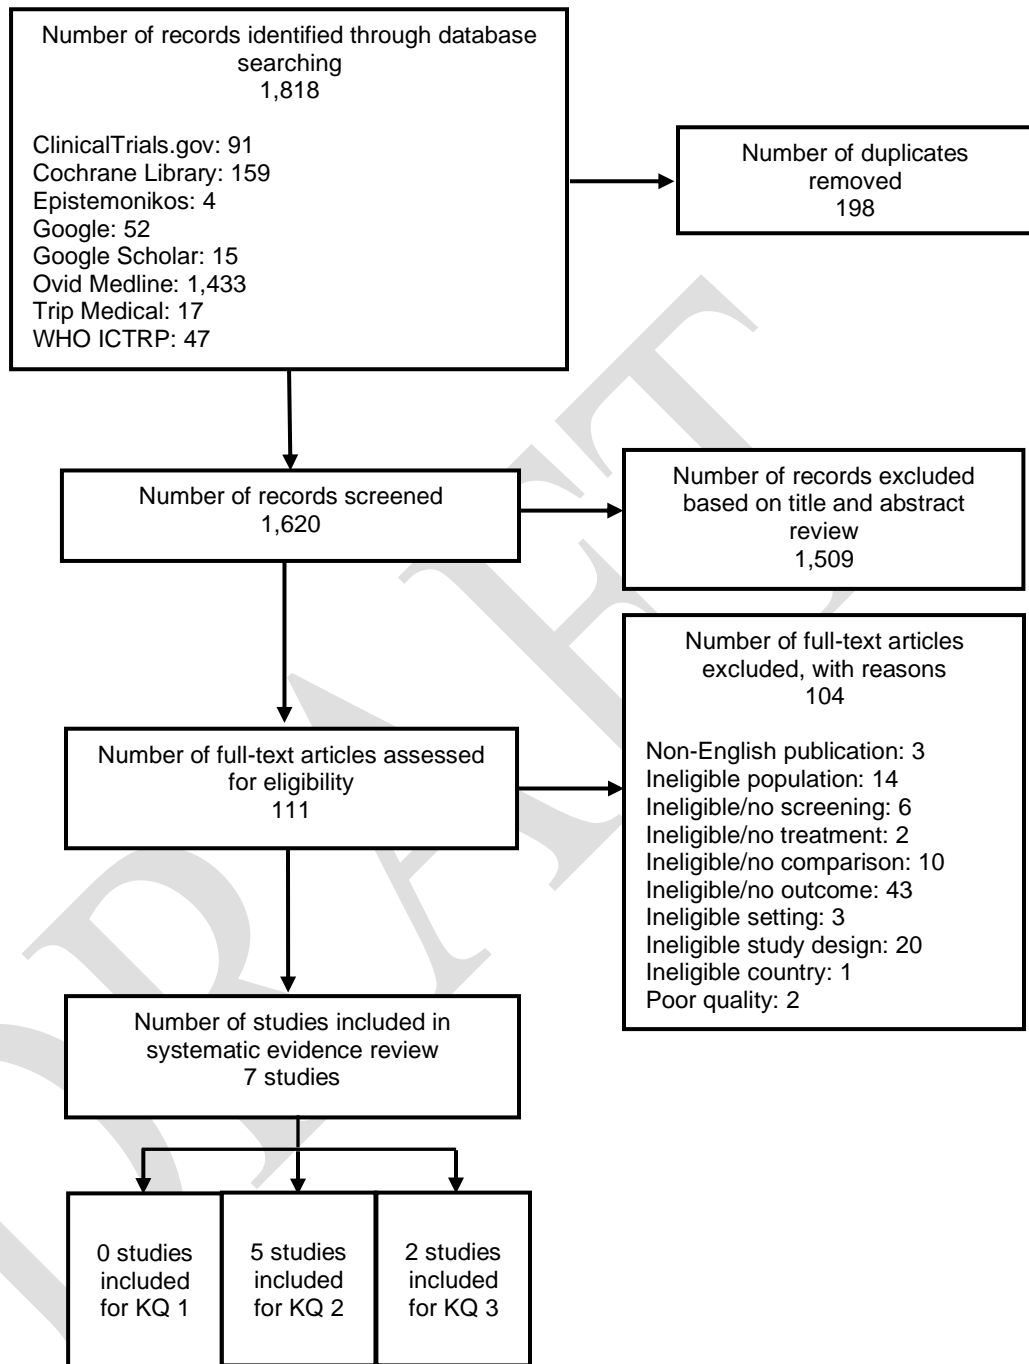 Number of records identified through database
searching
1,818
ClinicalTrials.gov: 91
Cochrane Library: 159
Epistemonikos: 4
Google: 52
Google Scholar: 15
Ovid Medline: 1,433
Trip Medical: 17
WHO ICTRP: 47
Number of duplicates
removed
198
Number of records screened
1,620
Number of records excluded
based on title and abstract
review
1,509
Number of full-text articles assessed
for eligibility
111
Number of full-text articles
excluded, with reasons
104
Non-English publication: 3
Ineligible population: 14
Ineligible/no screening: 6
Ineligible/no treatment: 2
Ineligible/no comparison: 10
Ineligible/no outcome: 43
Ineligible setting: 3
Ineligible study design: 20
Ineligible country: 1
Poor quality: 2
Number of studies included in
systematic evidence review
7 studies
0 studies
included
for KQ 1
5 studies
included
for KQ 2
2 studies
included
for KQ 3
DRAFT